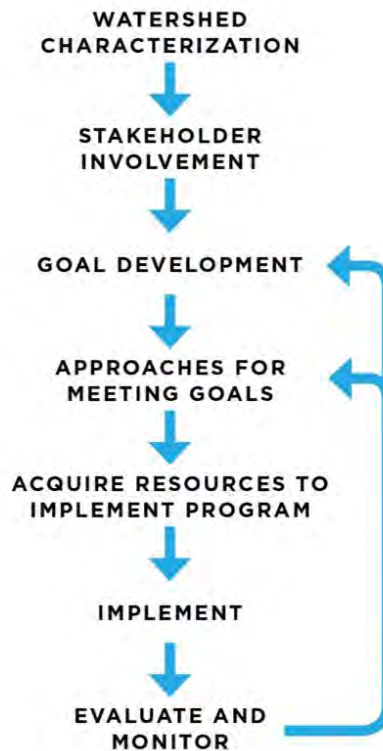 WATERSHED
CHARACTERIZATION
STAKEHOLDER
INVOLVEMENT
GOAL DEVELOPMENT
APPROACHES FOR
MEETING GOALS
ACQUIRE RESOURCES TO
IMPLEMENT PROGRAM
IMPLEMENT
EVALUATE AND
MONITOR